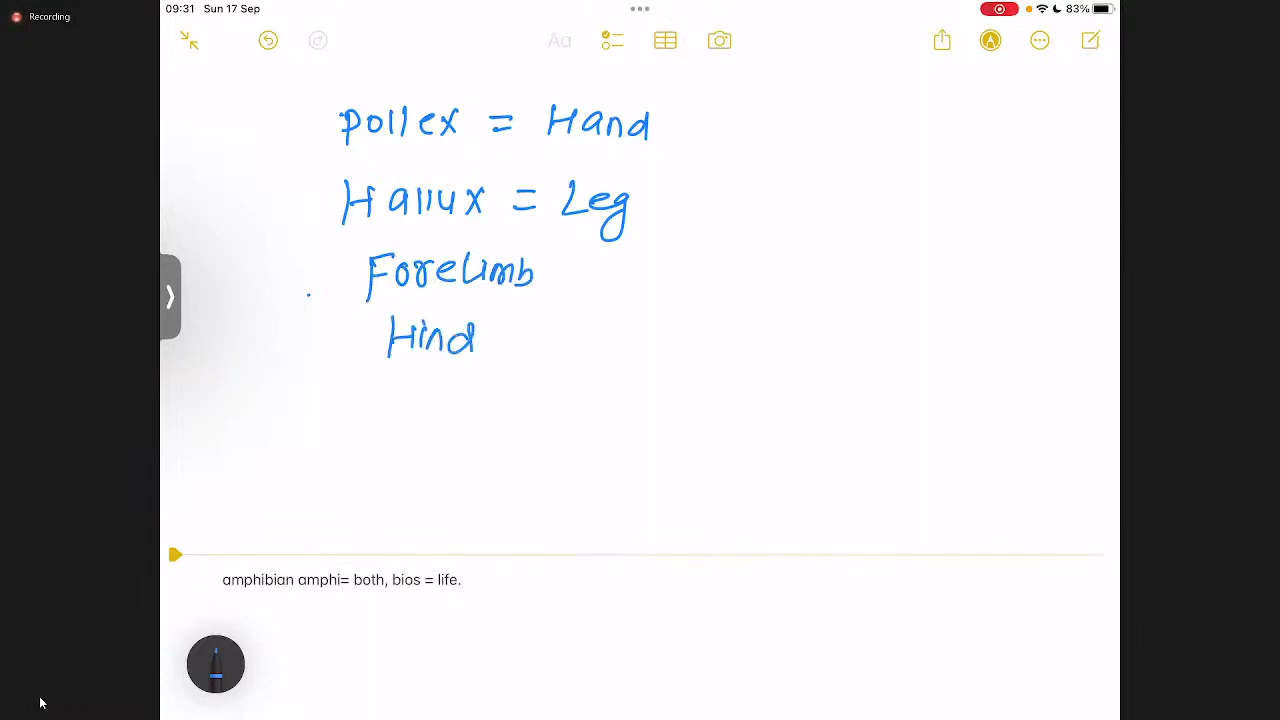 Recording
09:31 Sun 17 Sep
83%
Aa
pollex = Hand
Hallux = Leg
Forelimb
Hind
amphibian amphi= both, bios = life.